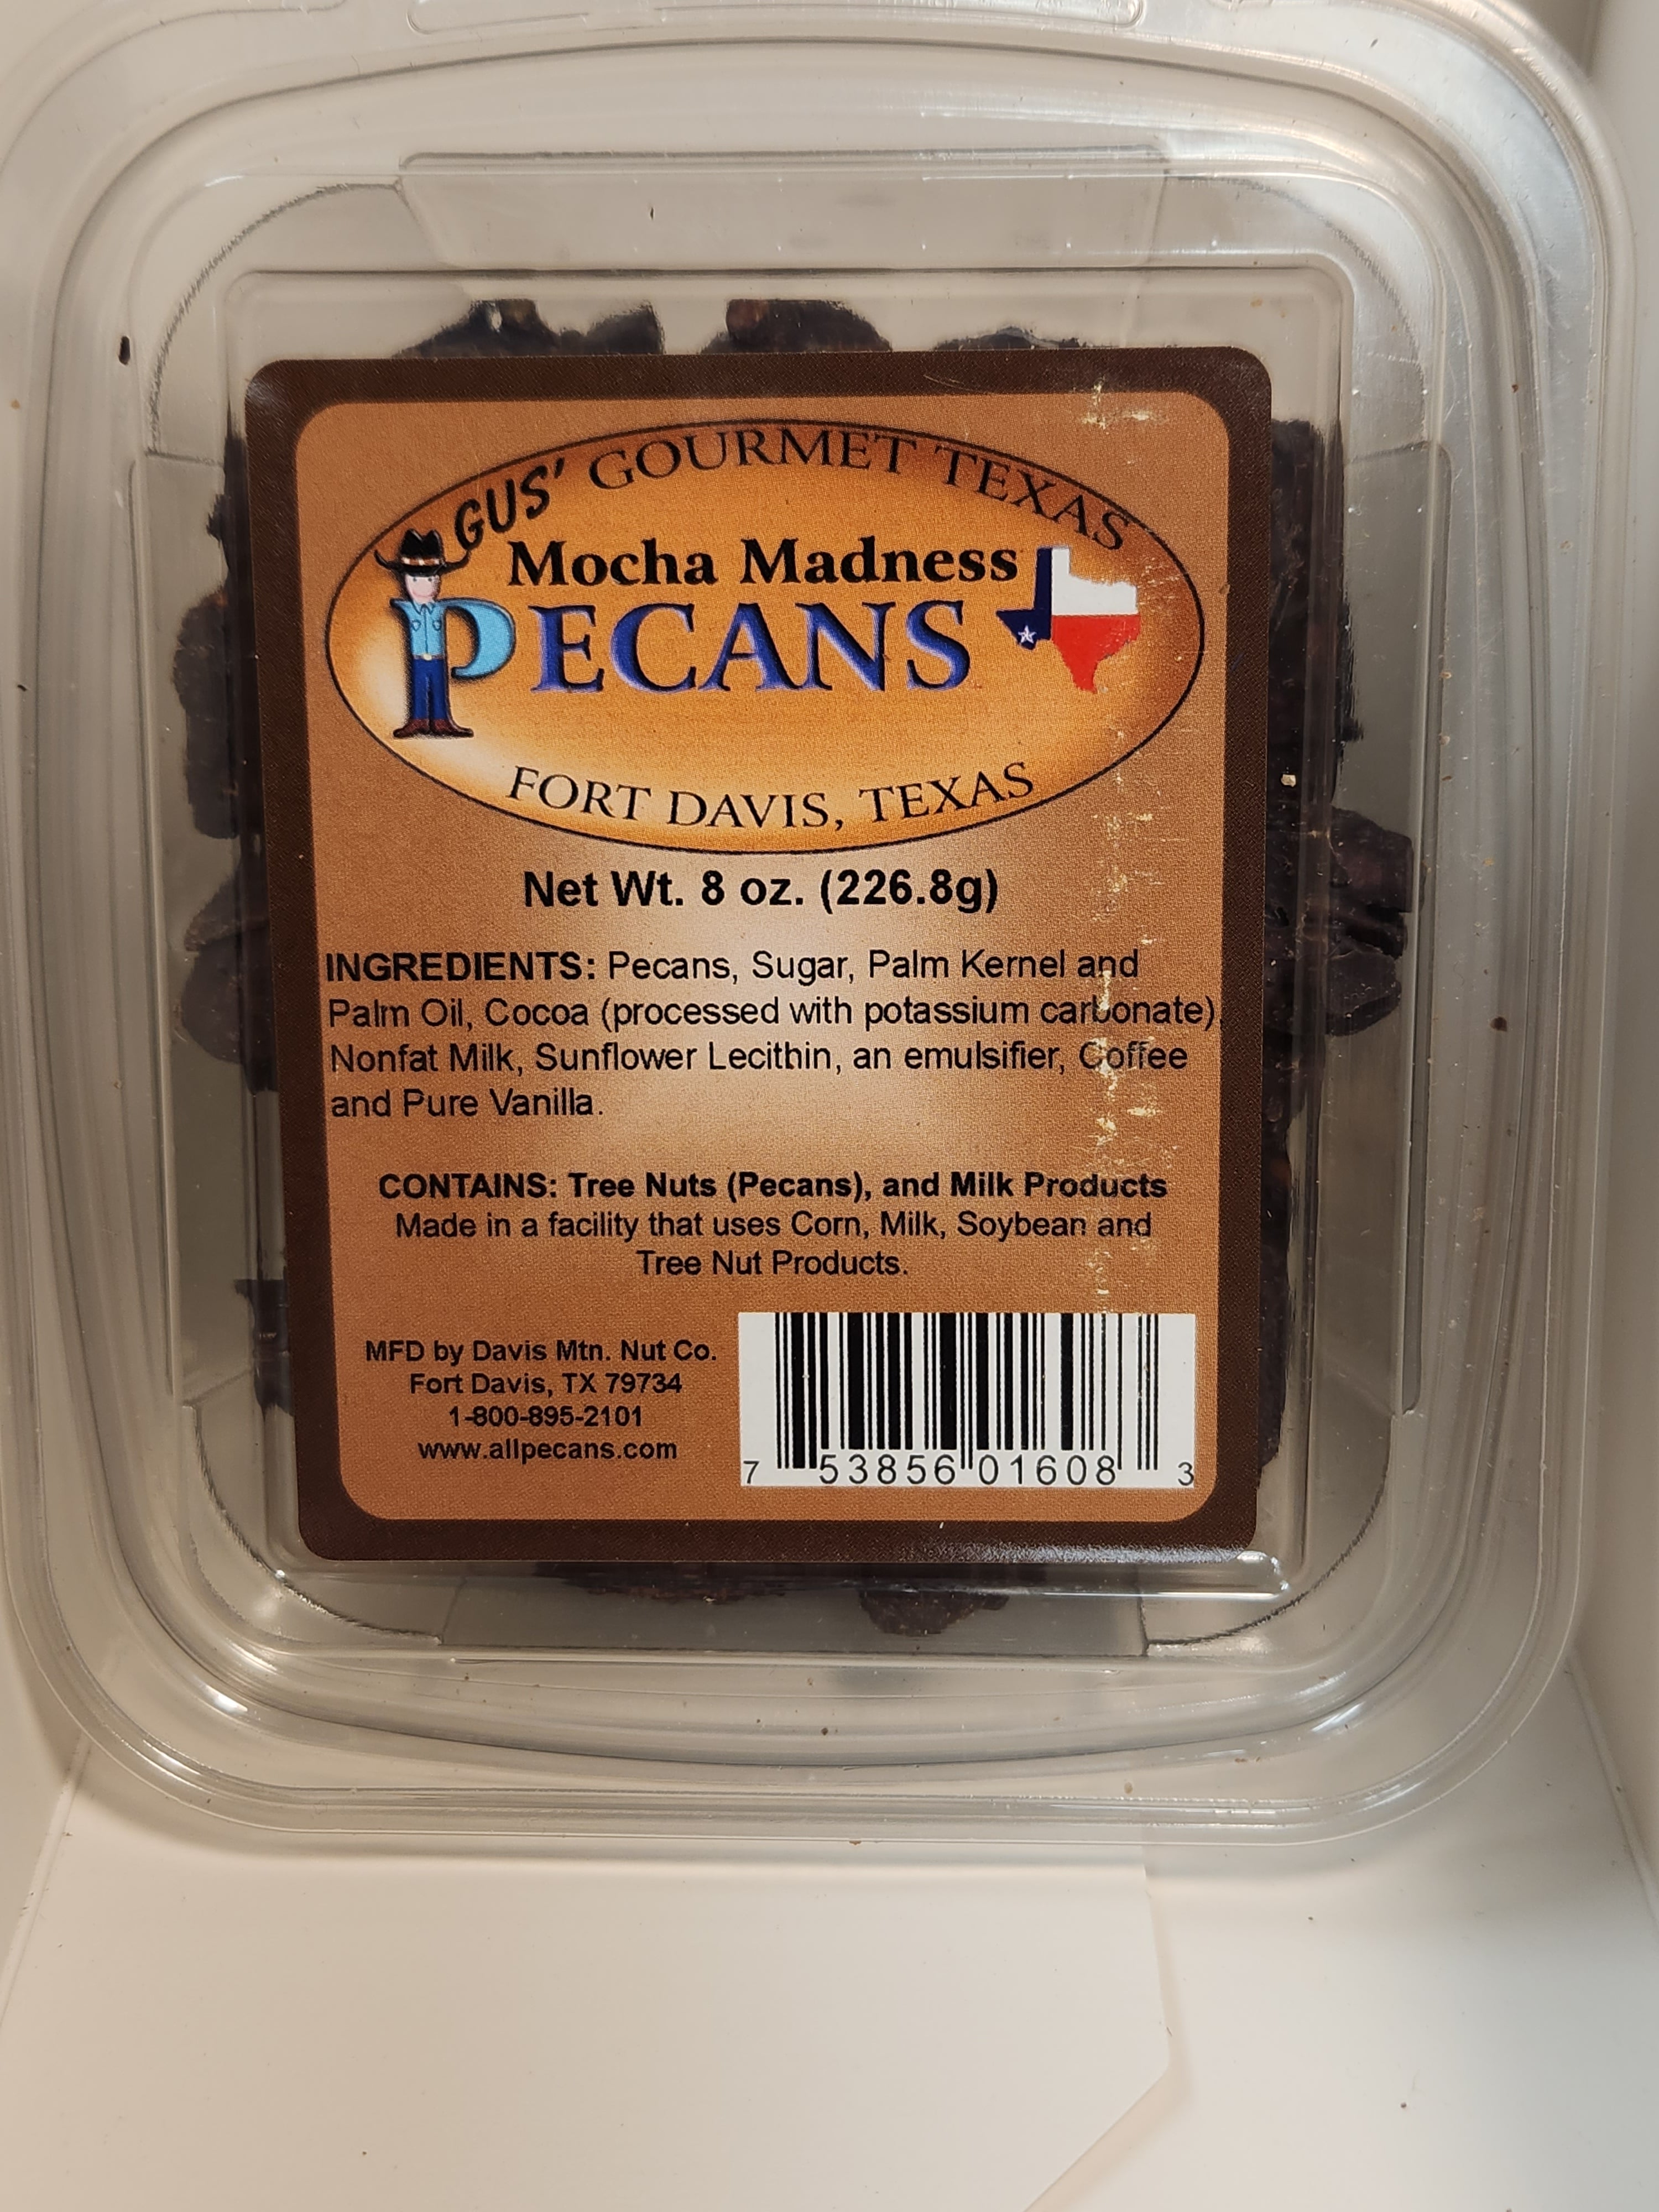 GUS' GOURMET TEXAS
Mocha Madness
PECANS
FORT DAVIS, TEXAS
Net Wt. 8 oz. (226.8g)
INGREDIENTS: Pecans, Sugar, Palm Kernel and
Palm Oil, Cocoa (processed with potassium carbonate)
Nonfat Milk, Sunflower Lecithin, an emulsifier, Coffee
and Pure Vanilla.
CONTAINS: Tree Nuts (Pecans), and Milk Products
Made in a facility that uses Corn, Milk, Soybean and
Tree Nut Products.
MFD by Davis Mtn. Nut Co.
Fort Davis, TX 79734
1-800-895-2101
www.allpecans.com
7 53856 01608 3